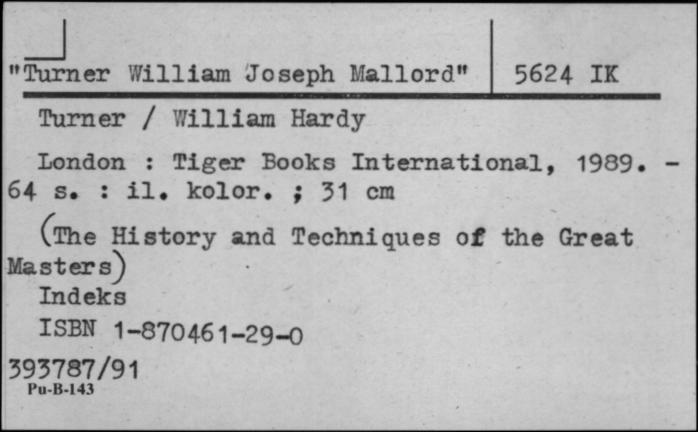 "Turner William Joseph Mallord" 5624 IK
Turner / William Hardy
London : Tiger Books International, 1989. -
64 s. : il. kolor. ; 31 cm
(The History and Techniques of the Great
Masters)
Indeks
ISBN 1-870461-29-0
393787/91
Pu-B-143